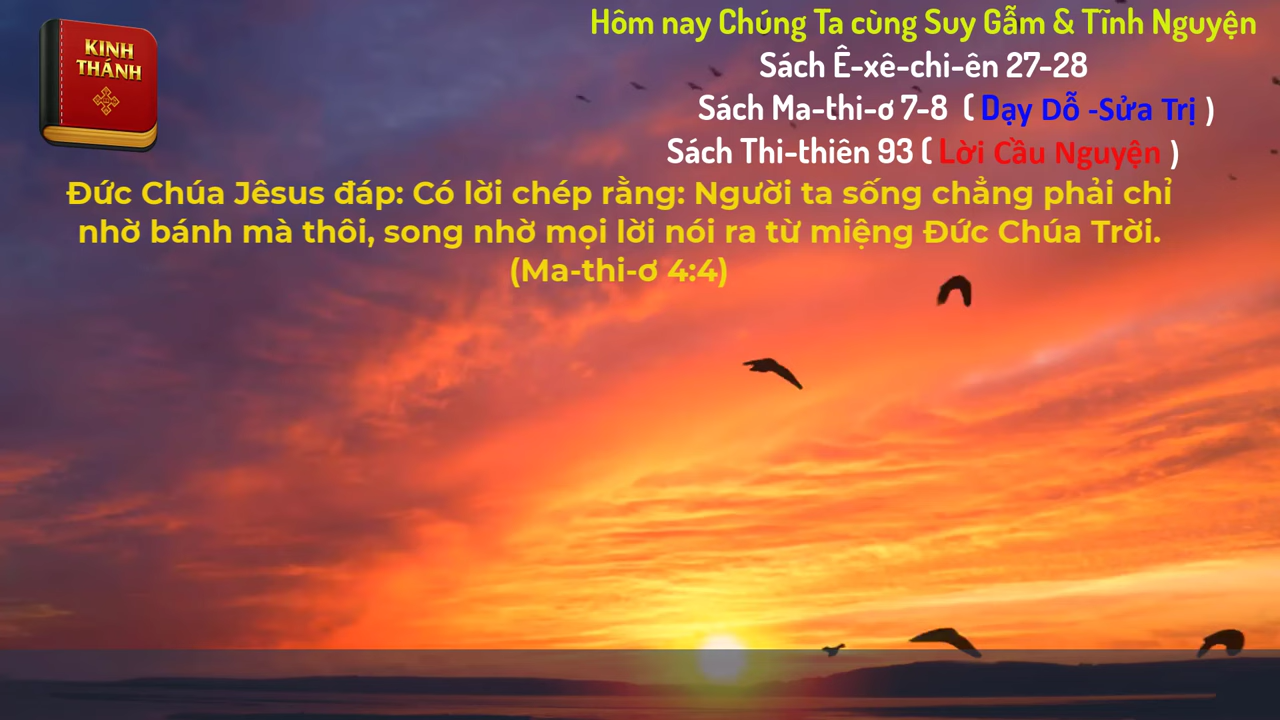 KINH
THÁNH
Hôm nay Chúng Ta cùng Suy Gẫm & Tĩnh Nguyện
Sách Ê-xê-chi-ên 27-28
Sách Ma-thi-ơ 7-8 ( Dạy Dỗ -Sửa Trị )
Sách Thi-thiên 93 ( Lời Cầu Nguyện )
Đức Chúa Jêsus đáp: Có lời chép rằng: Người ta sống chẳng phải chỉ
nhờ bánh mà thôi, song nhờ mọi lời nói ra từ miệng Đức Chúa Trời.
(Ma-thi-ơ 4:4)